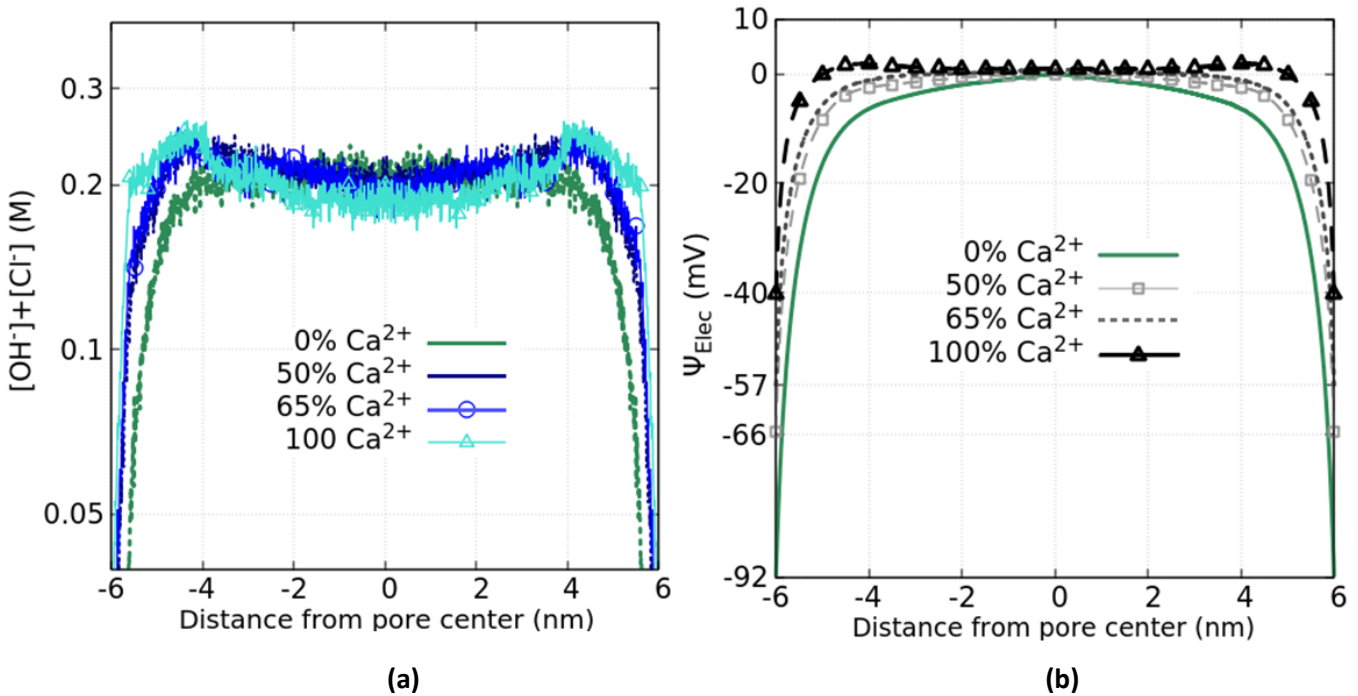 0.3
0.2
0.1
0.05
[OH⁻]+[Cl⁻] (M)
0% Ca²⁺
50% Ca²⁺
65% Ca²⁺
100 Ca²⁺
-6 -4 -2 0 2 4 6
Distance from pore center (nm)
(a)
10
0
-20
-40
-57
-66
-92
Ψ_Elec (mV)
0% Ca²⁺
50% Ca²⁺
65% Ca²⁺
100% Ca²⁺
-6 -4 -2 0 2 4 6
Distance from pore center (nm)
(b)